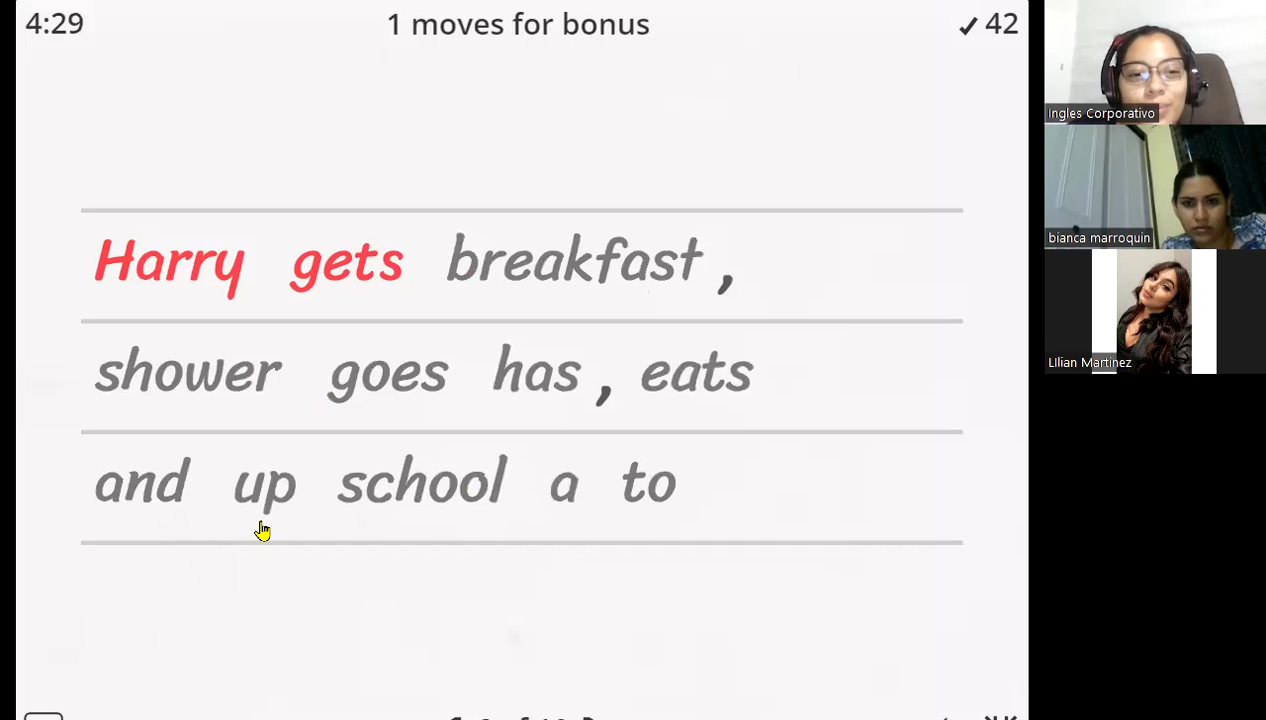 4:29
1 moves for bonus
✓ 42
Harry gets breakfast ,
shower goes has , eats
and up school a to
Ingles Corporativo
bianca marroquin
LIlian Martinez